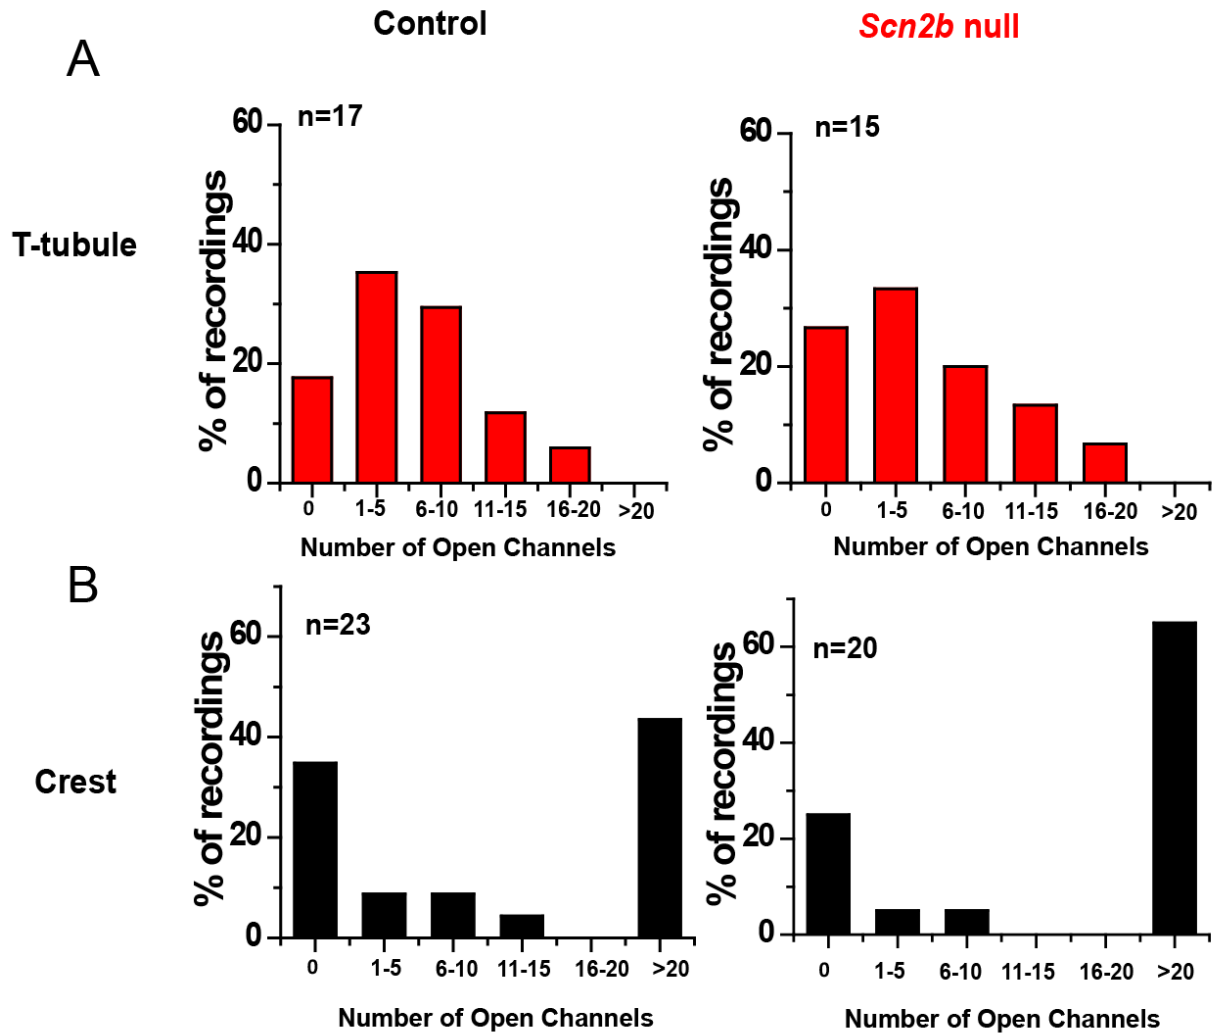 Control
Scn2b null
A
T-tubule
n=17
% of recordings
60
40
20
0
0 1-5 6-10 11-15 16-20 >20
Number of Open Channels
n=15
% of recordings
60
40
20
0
0 1-5 6-10 11-15 16-20 >20
Number of Open Channels
B
Crest
n=23
% of recordings
60
40
20
0
0 1-5 6-10 11-15 16-20 >20
Number of Open Channels
n=20
% of recordings
60
40
20
0
0 1-5 6-10 11-15 16-20 >20
Number of Open Channels